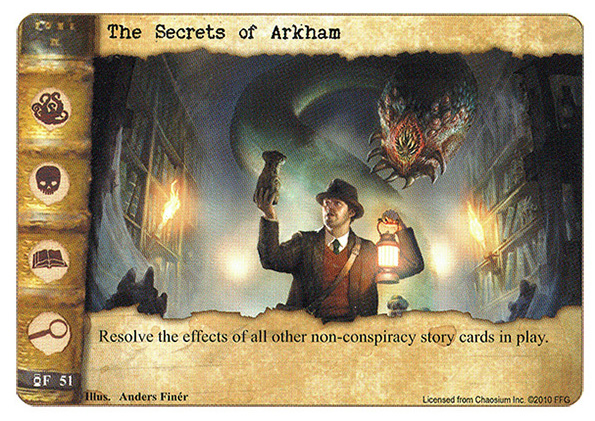 The Secrets of Arkham
Resolve the effects of all other non-conspiracy story cards in play.
F 51
Illus. Anders Finér
Licensed from Chaosium Inc. ©2010 FFG